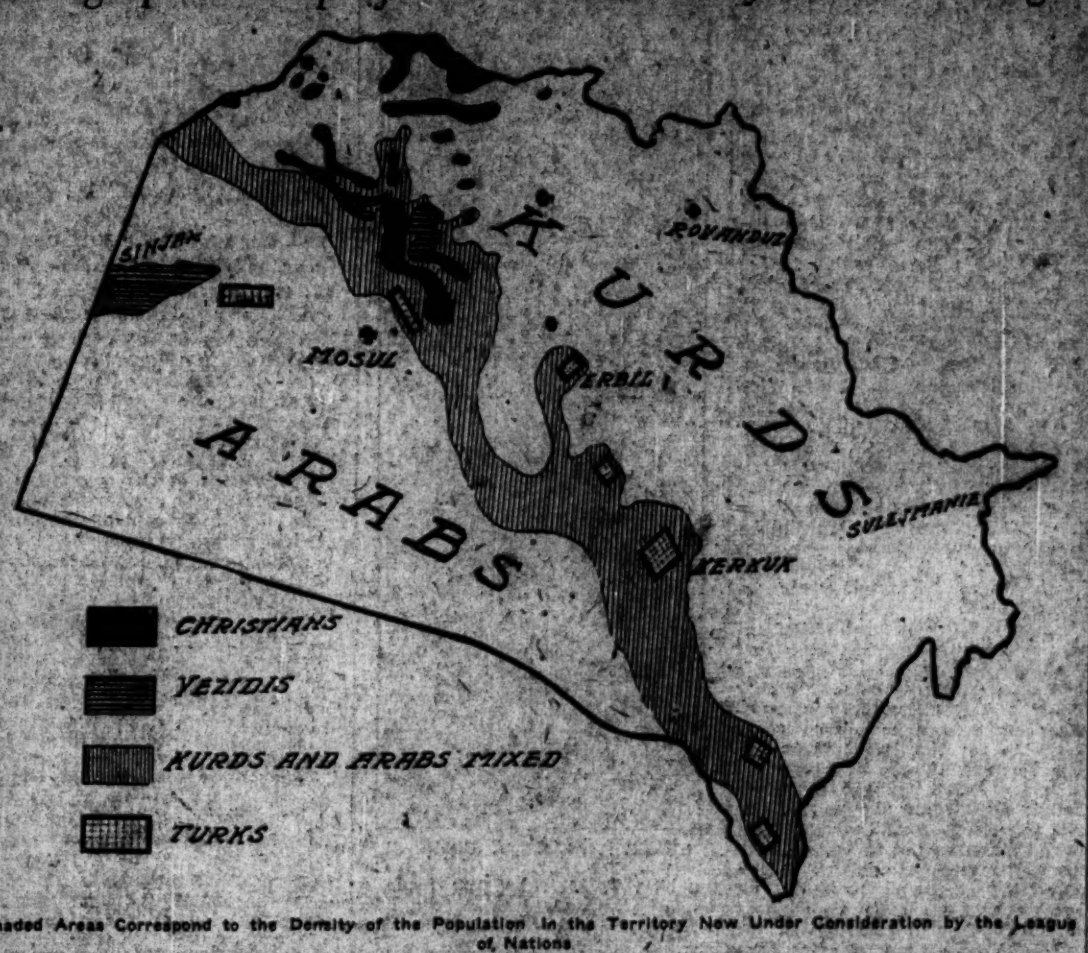 SINJAR
ROVANDUZ
MOSUL
ERBIL
KURDS
ARABS
SULEJMANIE
KERKUK
CHRISTIANS
YEZIDIS
KURDS AND ARABS MIXED
TURKS
Areas Correspond to the Density of the Population in the Territory Now Under Consideration by the League
of Nations